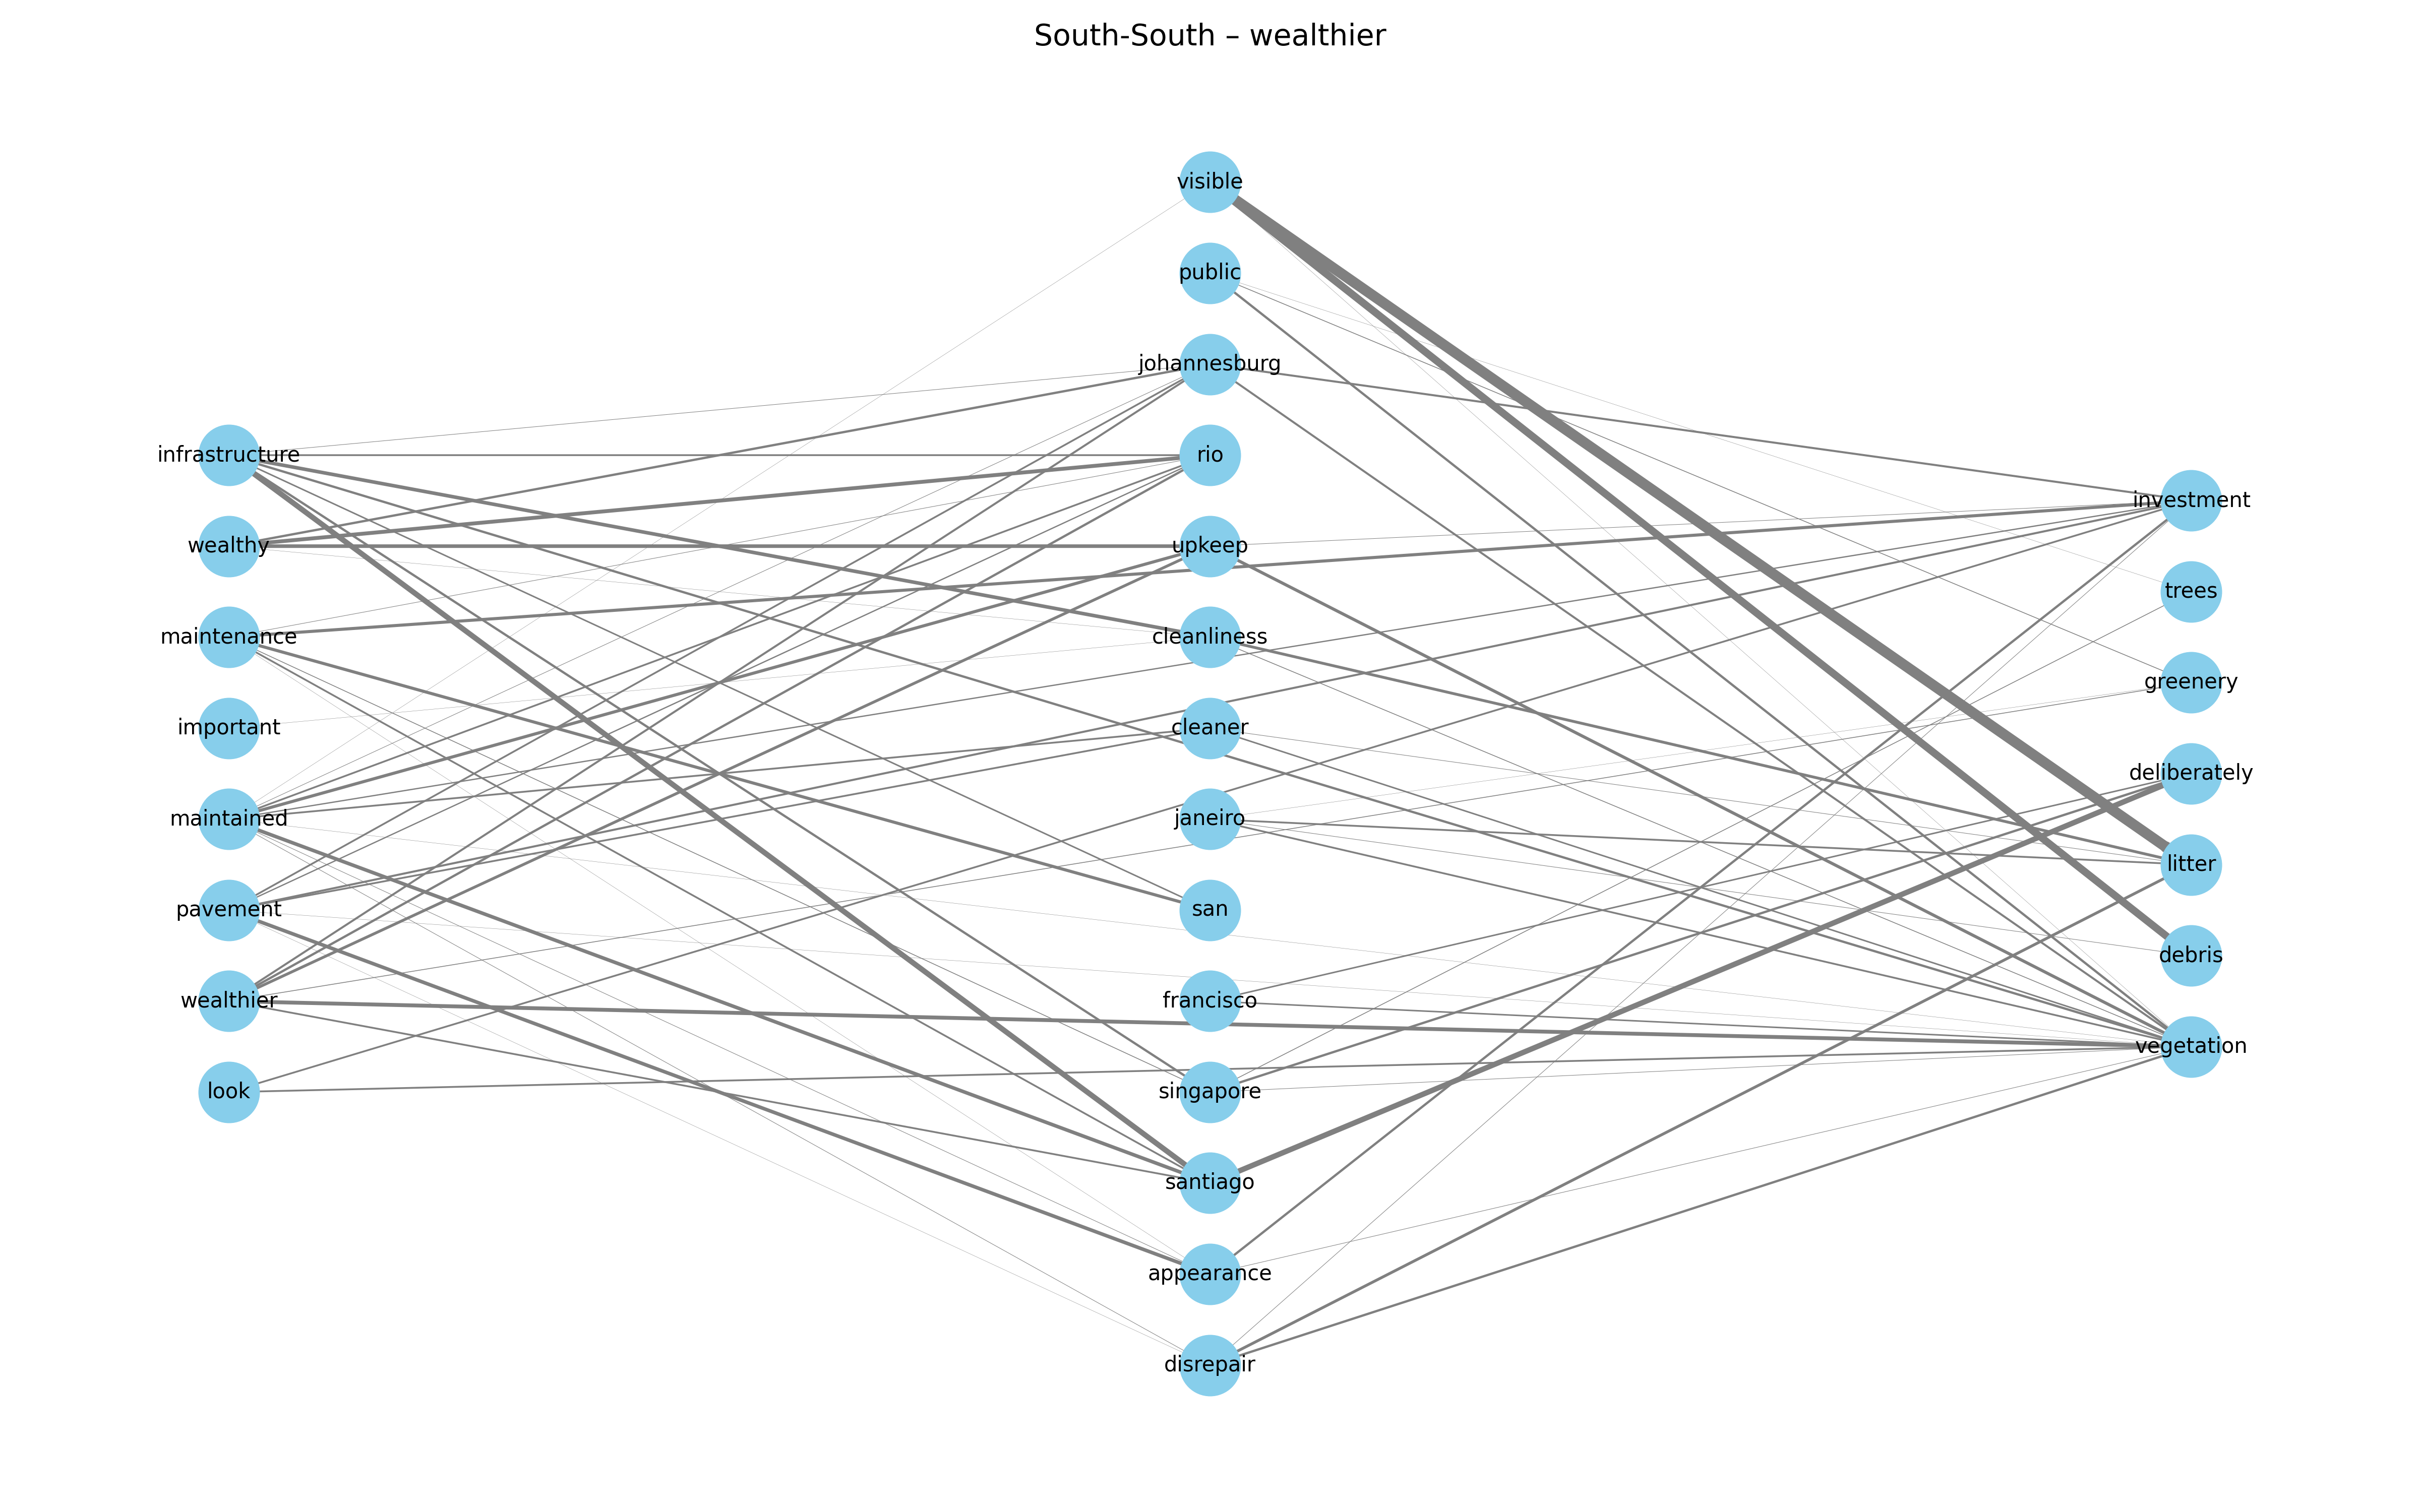 South-South – wealthier
visible
public
johannesburg
infrastructure
rio
investment
wealthy
upkeep
trees
maintenance
cleanliness
greenery
important
cleaner
deliberately
maintained
janeiro
litter
pavement
san
debris
wealthier
francisco
vegetation
look
singapore
santiago
appearance
disrepair